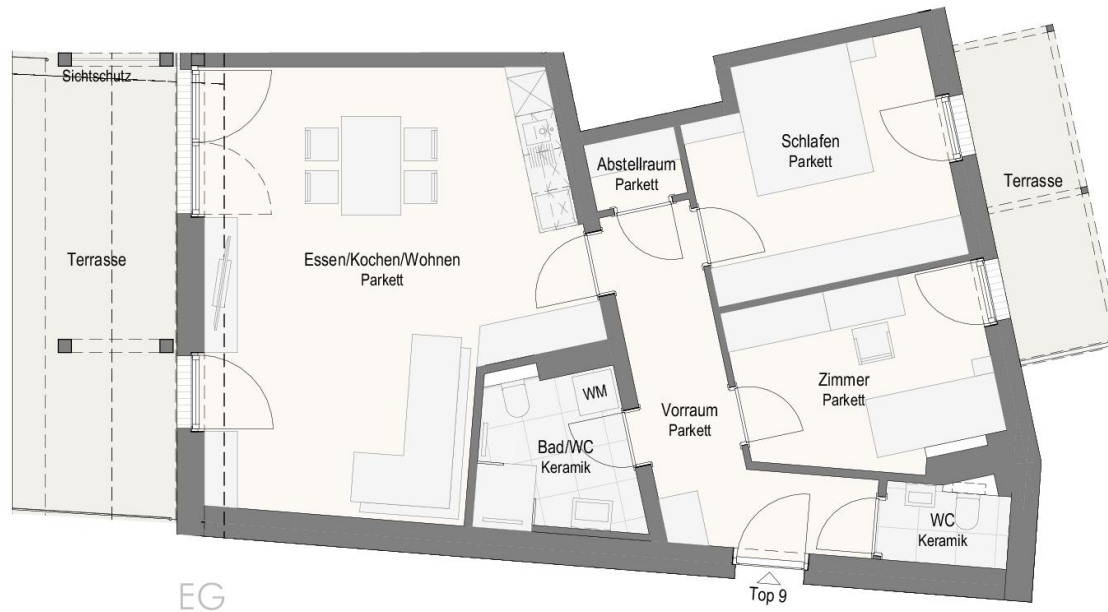 Sichtschutz
Terrasse
Essen/Kochen/Wohnen
Parkett
Abstellraum
Parkett
Schlafen
Parkett
Terrasse
Zimmer
Parkett
Vorraum
Parkett
WM
Bad/WC
Keramik
WC
Keramik
Top 9
EG